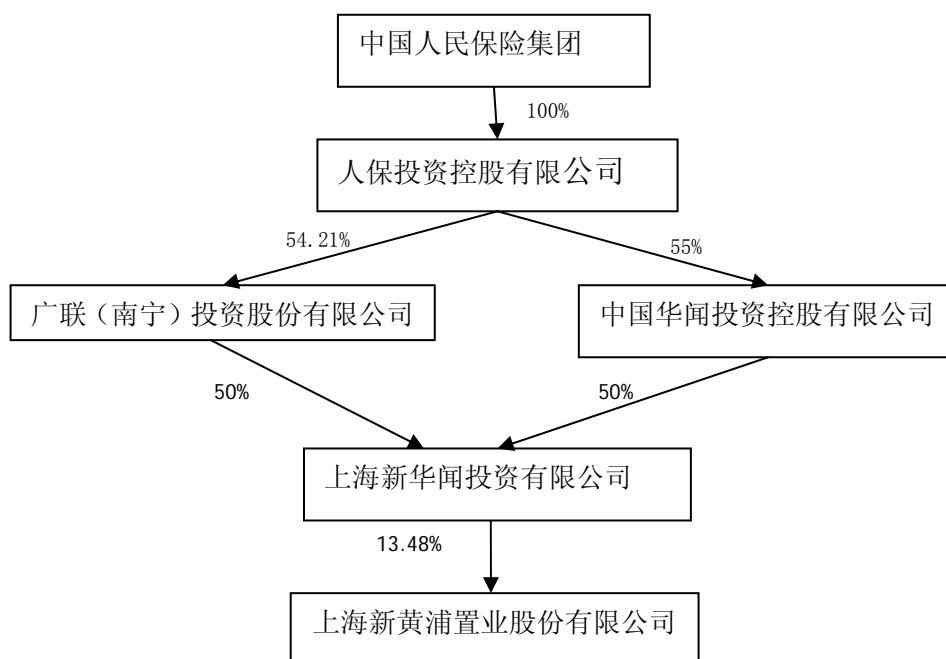 中国人民保险集团
100%
人保投资控股有限公司
54.21%
55%
广联（南宁）投资股份有限公司
中国华闻投资控股有限公司
50%
50%
上海新华闻投资有限公司
13.48%
上海新黄浦置业股份有限公司